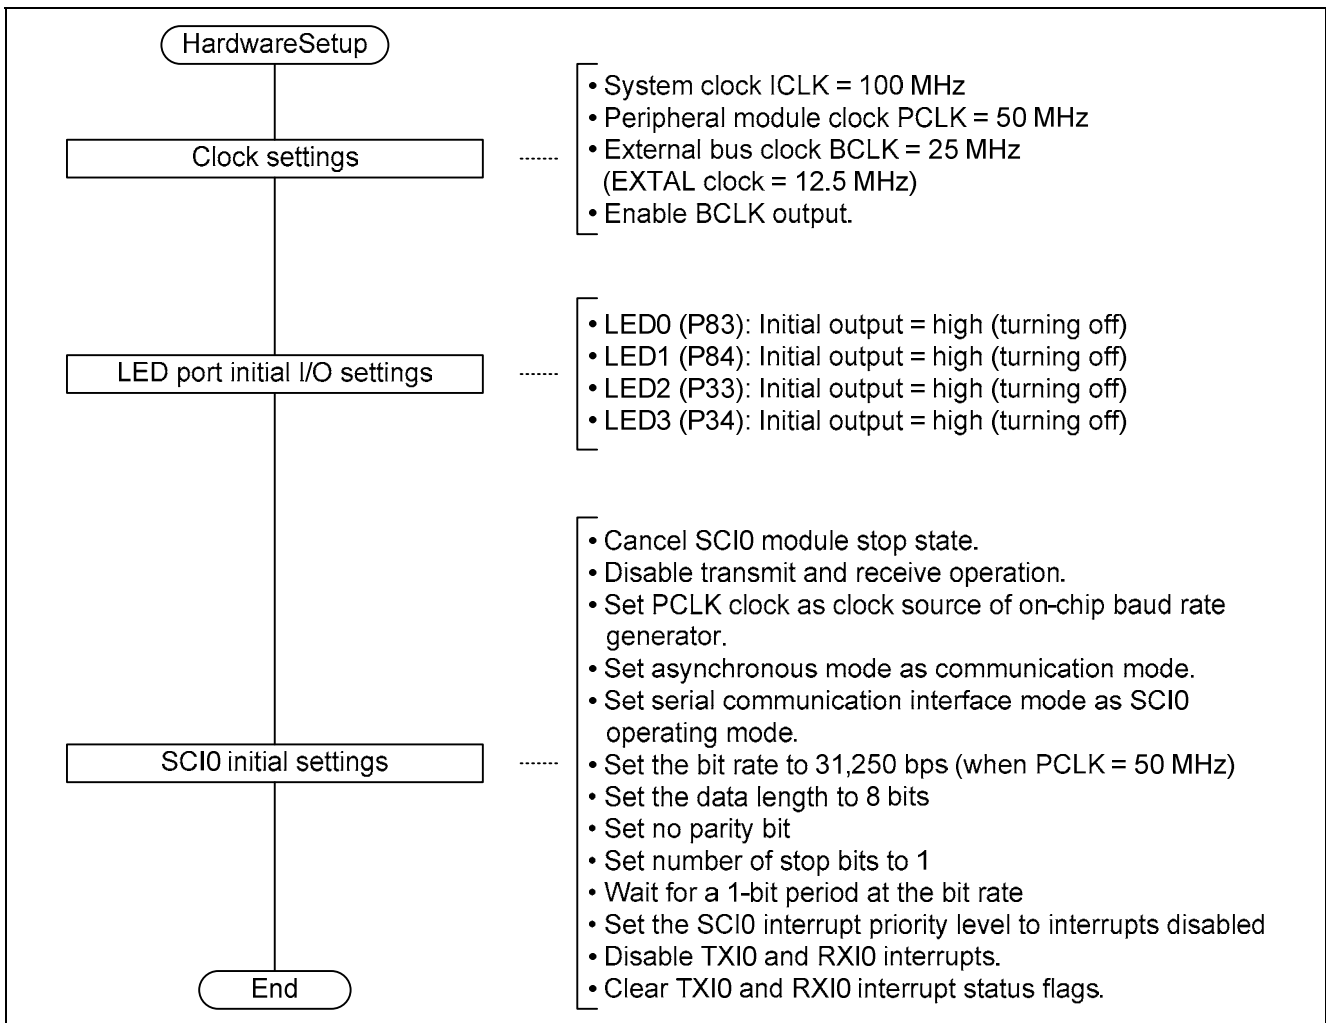 HardwareSetup
Clock settings
• System clock ICLK = 100 MHz
• Peripheral module clock PCLK = 50 MHz
• External bus clock BCLK = 25 MHz
(EXTAL clock = 12.5 MHz)
• Enable BCLK output.
LED port initial I/O settings
• LED0 (P83): Initial output = high (turning off)
• LED1 (P84): Initial output = high (turning off)
• LED2 (P33): Initial output = high (turning off)
• LED3 (P34): Initial output = high (turning off)
SCI0 initial settings
• Cancel SCI0 module stop state.
• Disable transmit and receive operation.
• Set PCLK clock as clock source of on-chip baud rate
generator.
• Set asynchronous mode as communication mode.
• Set serial communication interface mode as SCI0
operating mode.
• Set the bit rate to 31,250 bps (when PCLK = 50 MHz)
• Set the data length to 8 bits
• Set no parity bit
• Set number of stop bits to 1
• Wait for a 1-bit period at the bit rate
• Set the SCI0 interrupt priority level to interrupts disabled
• Disable TXI0 and RXI0 interrupts.
• Clear TXI0 and RXI0 interrupt status flags.
End